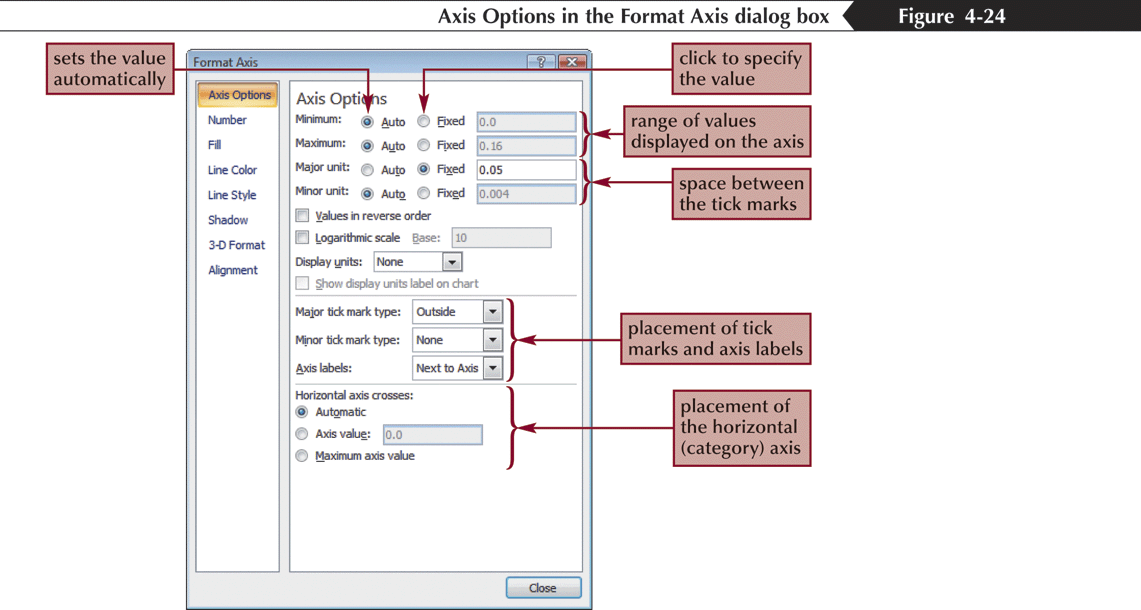 Axis Options in the Format Axis dialog box Figure 4-24
sets the value
automatically
click to specify
the value
Format Axis
?
Axis Options
Number
Fill
Line Color
Line Style
Shadow
3-D Format
Alignment
Axis Options
Minimum: Auto Fixed 0.0
Maximum: Auto Fixed 0.16
Major unit: Auto Fixed 0.05
Minor unit: Auto Fixed 0.004
Values in reverse order
Logarithmic scale Base: 10
Display units: None
Show display units label on chart
Major tick mark type: Outside
Minor tick mark type: None
Axis labels: Next to Axis
Horizontal axis crosses:
Automatic
Axis value: 0.0
Maximum axis value
Close
range of values
displayed on the axis
space between
the tick marks
placement of tick
marks and axis labels
placement of
the horizontal
(category) axis